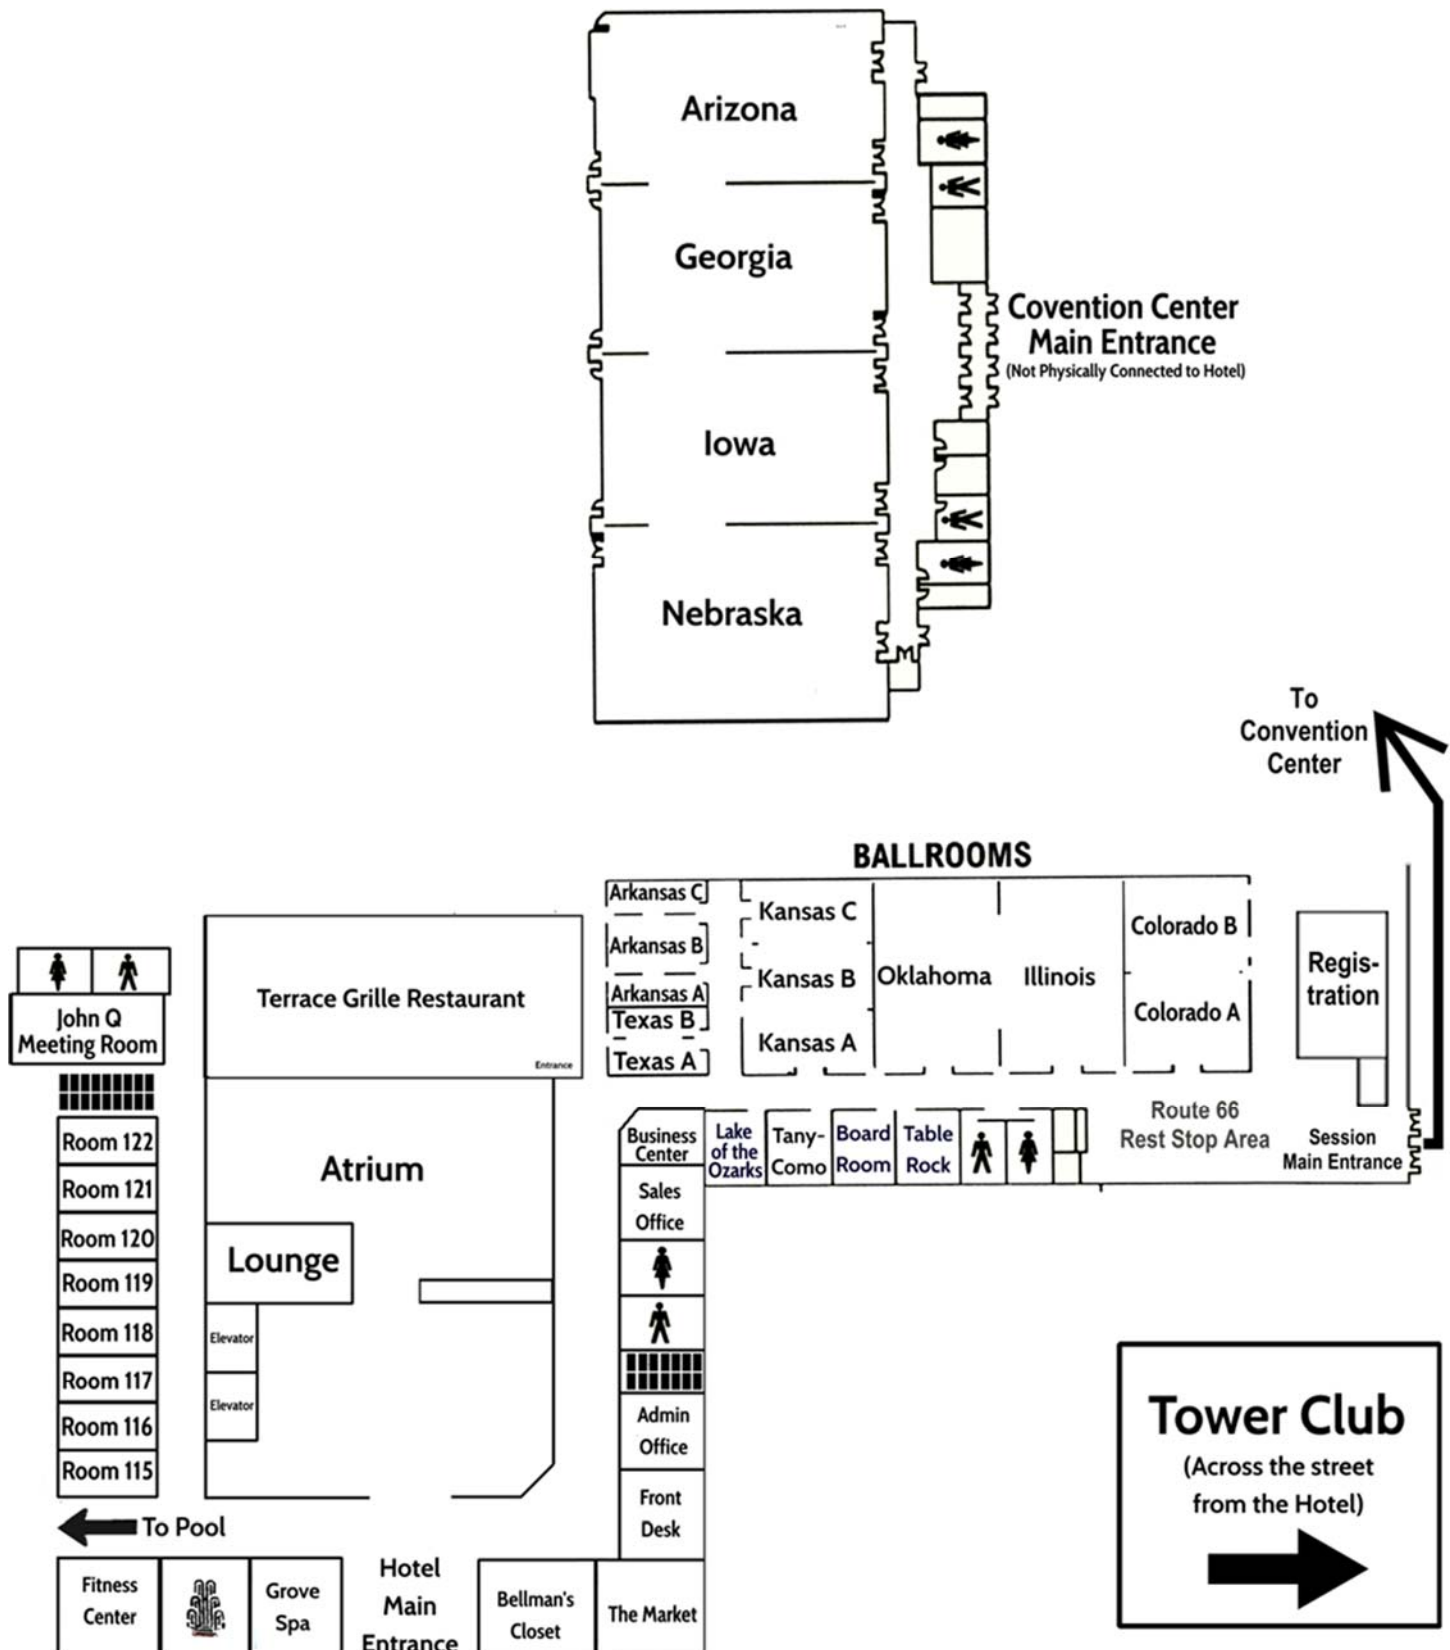 Arizona
Georgia
Covention Center
Main Entrance
(Not Physically Connected to Hotel)
Iowa
Nebraska
To
Convention
Center
BALLROOMS
Arkansas C
Arkansas B
Arkansas A
Texas B
Texas A
Kansas C
Kansas B
Kansas A
Oklahoma
Illinois
Colorado B
Colorado A
Regis-
tration
Terrace Grille Restaurant
Entrance
John Q
Meeting Room
Room 122
Room 121
Room 120
Room 119
Room 118
Room 117
Room 116
Room 115
Atrium
Lounge
Elevator
Elevator
Business
Center
Lake
of the
Ozarks
Tany-
Como
Board
Room
Table
Rock
Route 66
Rest Stop Area
Session
Main Entrance
Sales
Office
Admin
Office
Front
Desk
Tower Club
(Across the street
from the Hotel)
To Pool
Fitness
Center
Grove
Spa
Hotel
Main
Entrance
Bellman's
Closet
The Market